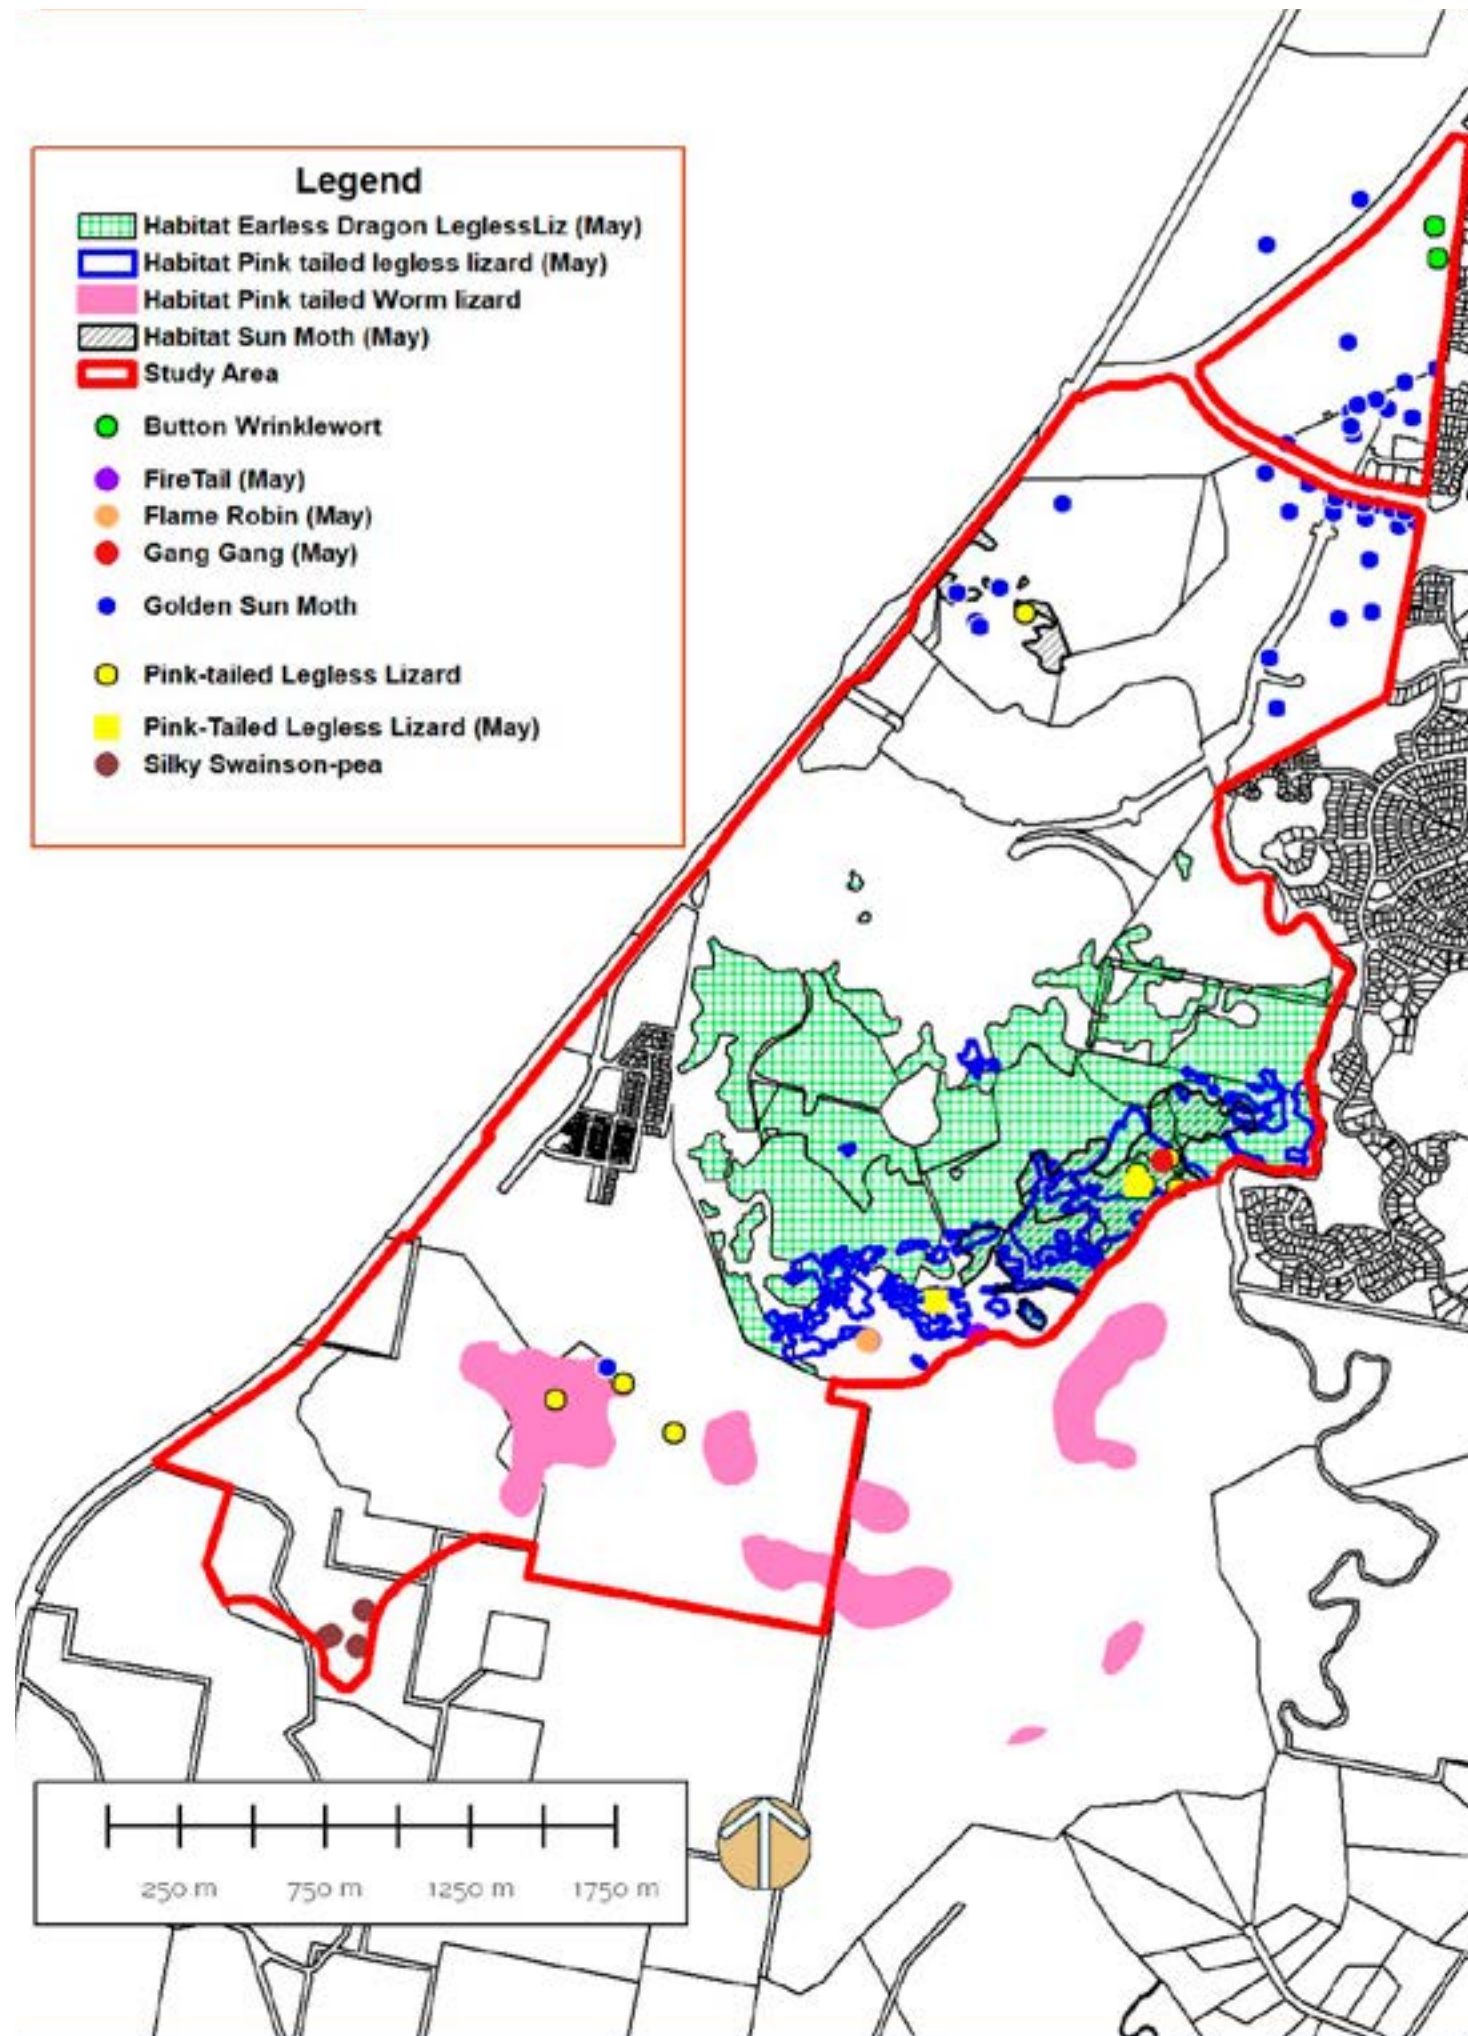 Legend
Habitat Earless Dragon LeglessLiz (May)
Habitat Pink tailed legless lizard (May)
Habitat Pink tailed Worm lizard
Habitat Sun Moth (May)
Study Area
Button Wrinklewort
FireTail (May)
Flame Robin (May)
Gang Gang (May)
Golden Sun Moth
Pink-tailed Legless Lizard
Pink-Tailed Legless Lizard (May)
Silky Swainson-pea
250 m 750 m 1250 m 1750 m